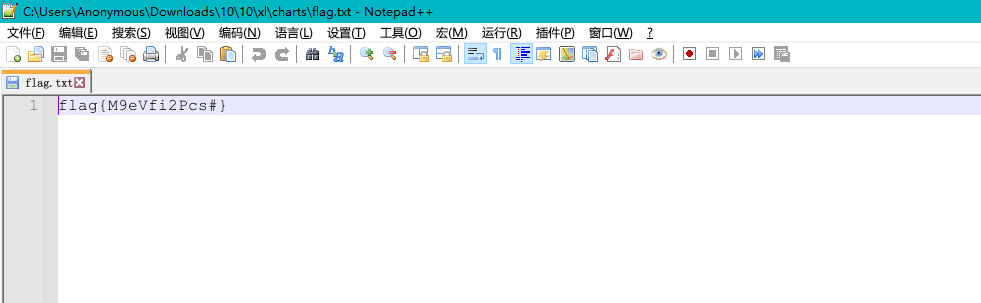 C:\Users\Anonymous\Downloads\10\10\xl\charts\flag.txt - Notepad++
文件(F) 编辑(E) 搜索(S) 视图(V) 编码(N) 语言(L) 设置(T) 工具(O) 宏(M) 运行(R) 插件(P) 窗口(W) ?
flag.txt
1 flag{M9eVfi2Pcs#}